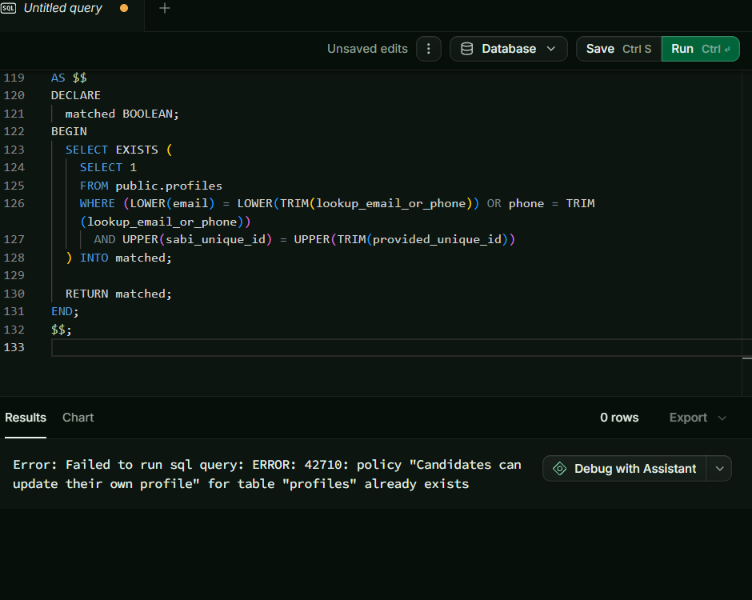 SQL Untitled query
Unsaved edits Database Save Ctrl S Run Ctrl ↵
119 AS $$
120 DECLARE
121 matched BOOLEAN;
122 BEGIN
123 SELECT EXISTS (
124 SELECT 1
125 FROM public.profiles
126 WHERE (LOWER(email) = LOWER(TRIM(lookup_email_or_phone)) OR phone = TRIM
(lookup_email_or_phone))
127 AND UPPER(sabi_unique_id) = UPPER(TRIM(provided_unique_id))
128 ) INTO matched;
129
130 RETURN matched;
131 END;
132 $$;
133
Results Chart 0 rows Export
Error: Failed to run sql query: ERROR: 42710: policy "Candidates can
update their own profile" for table "profiles" already exists
Debug with Assistant